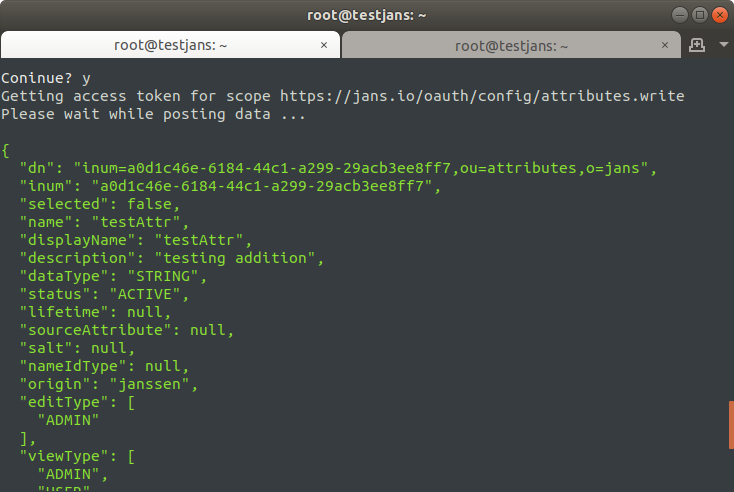 root@testjans: ~
root@testjans: ~ × root@testjans: ~ ×
Coninue? y
Getting access token for scope https://jans.io/oauth/config/attributes.write
Please wait while posting data ...
{
  "dn": "inum=a0d1c46e-6184-44c1-a299-29acb3ee8ff7,ou=attributes,o=jans",
  "inum": "a0d1c46e-6184-44c1-a299-29acb3ee8ff7",
  "selected": false,
  "name": "testAttr",
  "displayName": "testAttr",
  "description": "testing addition",
  "dataType": "STRING",
  "status": "ACTIVE",
  "lifetime": null,
  "sourceAttribute": null,
  "salt": null,
  "nameIdType": null,
  "origin": "janssen",
  "editType": [
    "ADMIN"
  ],
  "viewType": [
    "ADMIN",
    "USER"